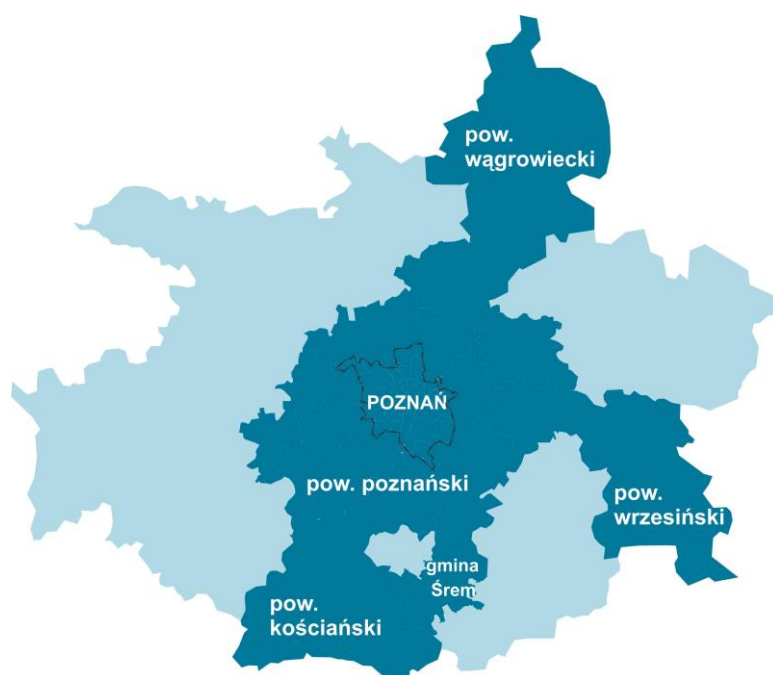 pow.
wągrowiecki
POZNAŃ
pow. poznański
pow.
wrzesiński
gmina
Śrem
pow.
kościański